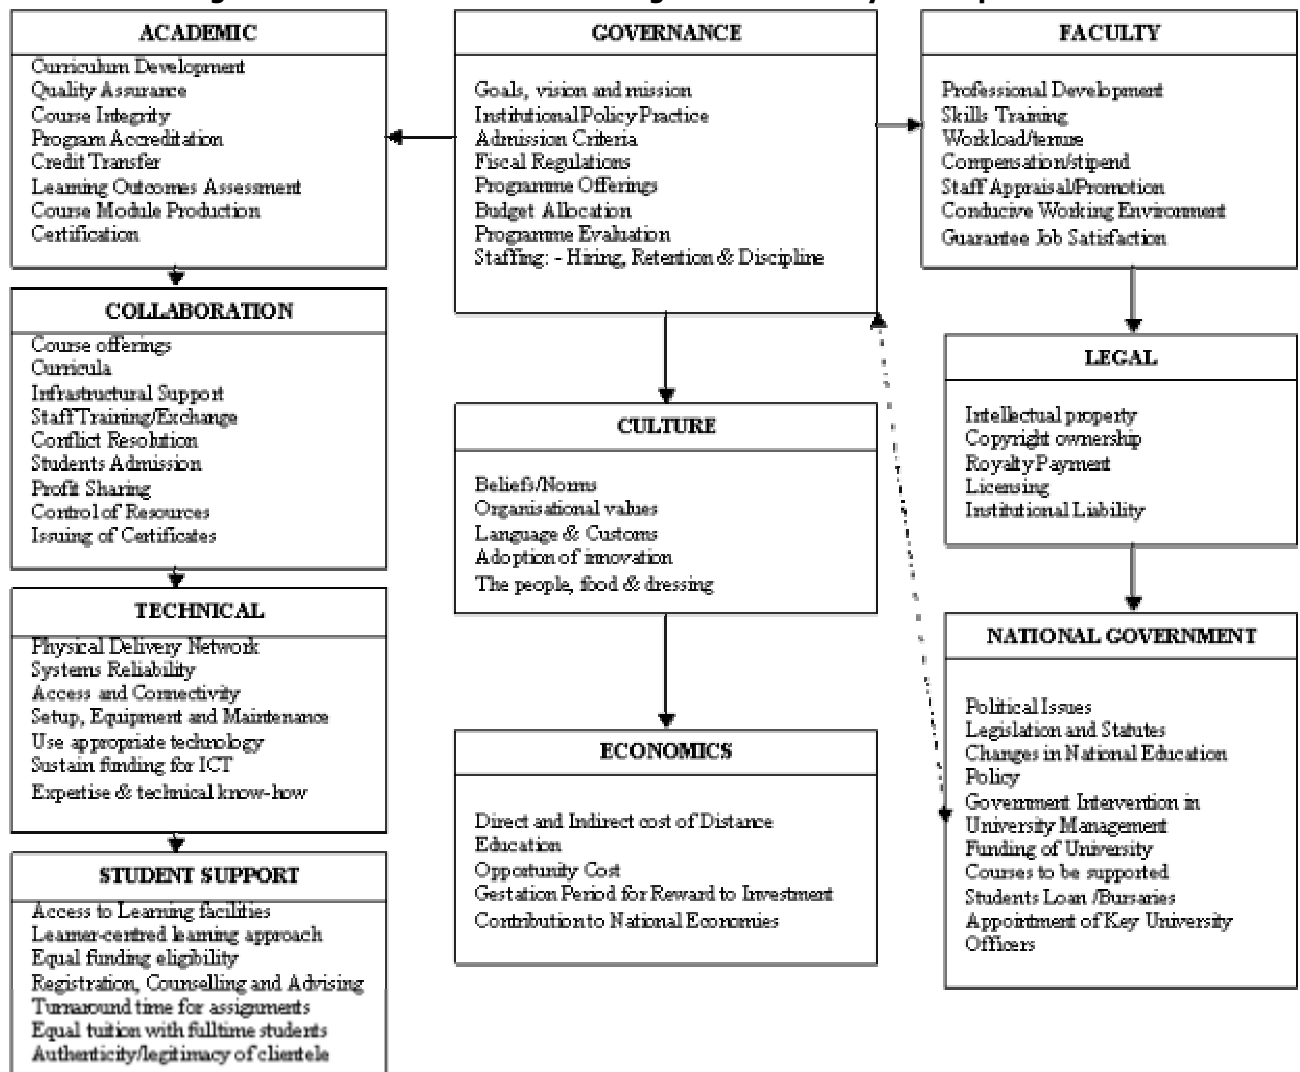 ACADEMIC
Curriculum Development
Quality Assurance
Course Integrity
Program Accreditation
Credit Transfer
Learning Outcomes Assessment
Course Module Production
Certification
COLLABORATION
Course offerings
Curricula
Infrastructural Support
Staff Training/Exchange
Conflict Resolution
Students Admission
Profit Sharing
Control of Resources
Issuing of Certificates
TECHNICAL
Physical Delivery Network
Systems Reliability
Access and Connectivity
Setup, Equipment and Maintenance
Use appropriate technology
Sustain funding for ICT
Expertise & technical know-how
STUDENT SUPPORT
Access to Learning facilities
Learner-centred learning approach
Equal funding eligibility
Registration, Counselling and Advising
Turnaround time for assignments
Equal tuition with fulltime students
Authenticity/legitimacy of clientele
GOVERNANCE
Goals, vision and mission
Institutional Policy Practice
Admission Criteria
Fiscal Regulations
Programme Offerings
Budget Allocation
Programme Evaluation
Staffing: - Hiring, Retention & Discipline
CULTURE
Beliefs/Norms
Organisational values
Language & Customs
Adoption of innovation
The people, food & dressing
ECONOMICS
Direct and Indirect cost of Distance
Education
Opportunity Cost
Gestation Period for Reward to Investment
Contribution to National Economies
FACULTY
Professional Development
Skills Training
Workload/tenure
Compensation/stipend
Staff Appraisal/Promotion
Conducive Working Environment
Guarantee Job Satisfaction
LEGAL
Intellectual property
Copyright ownership
Royalty Payment
Licensing
Institutional Liability
NATIONAL GOVERNMENT
Political Issues
Legislation and Statutes
Changes in National Education
Policy
Government Intervention in
University Management
Funding of University
Courses to be supported
Students Loan /Bursaries
Appointment of Key University
Officers